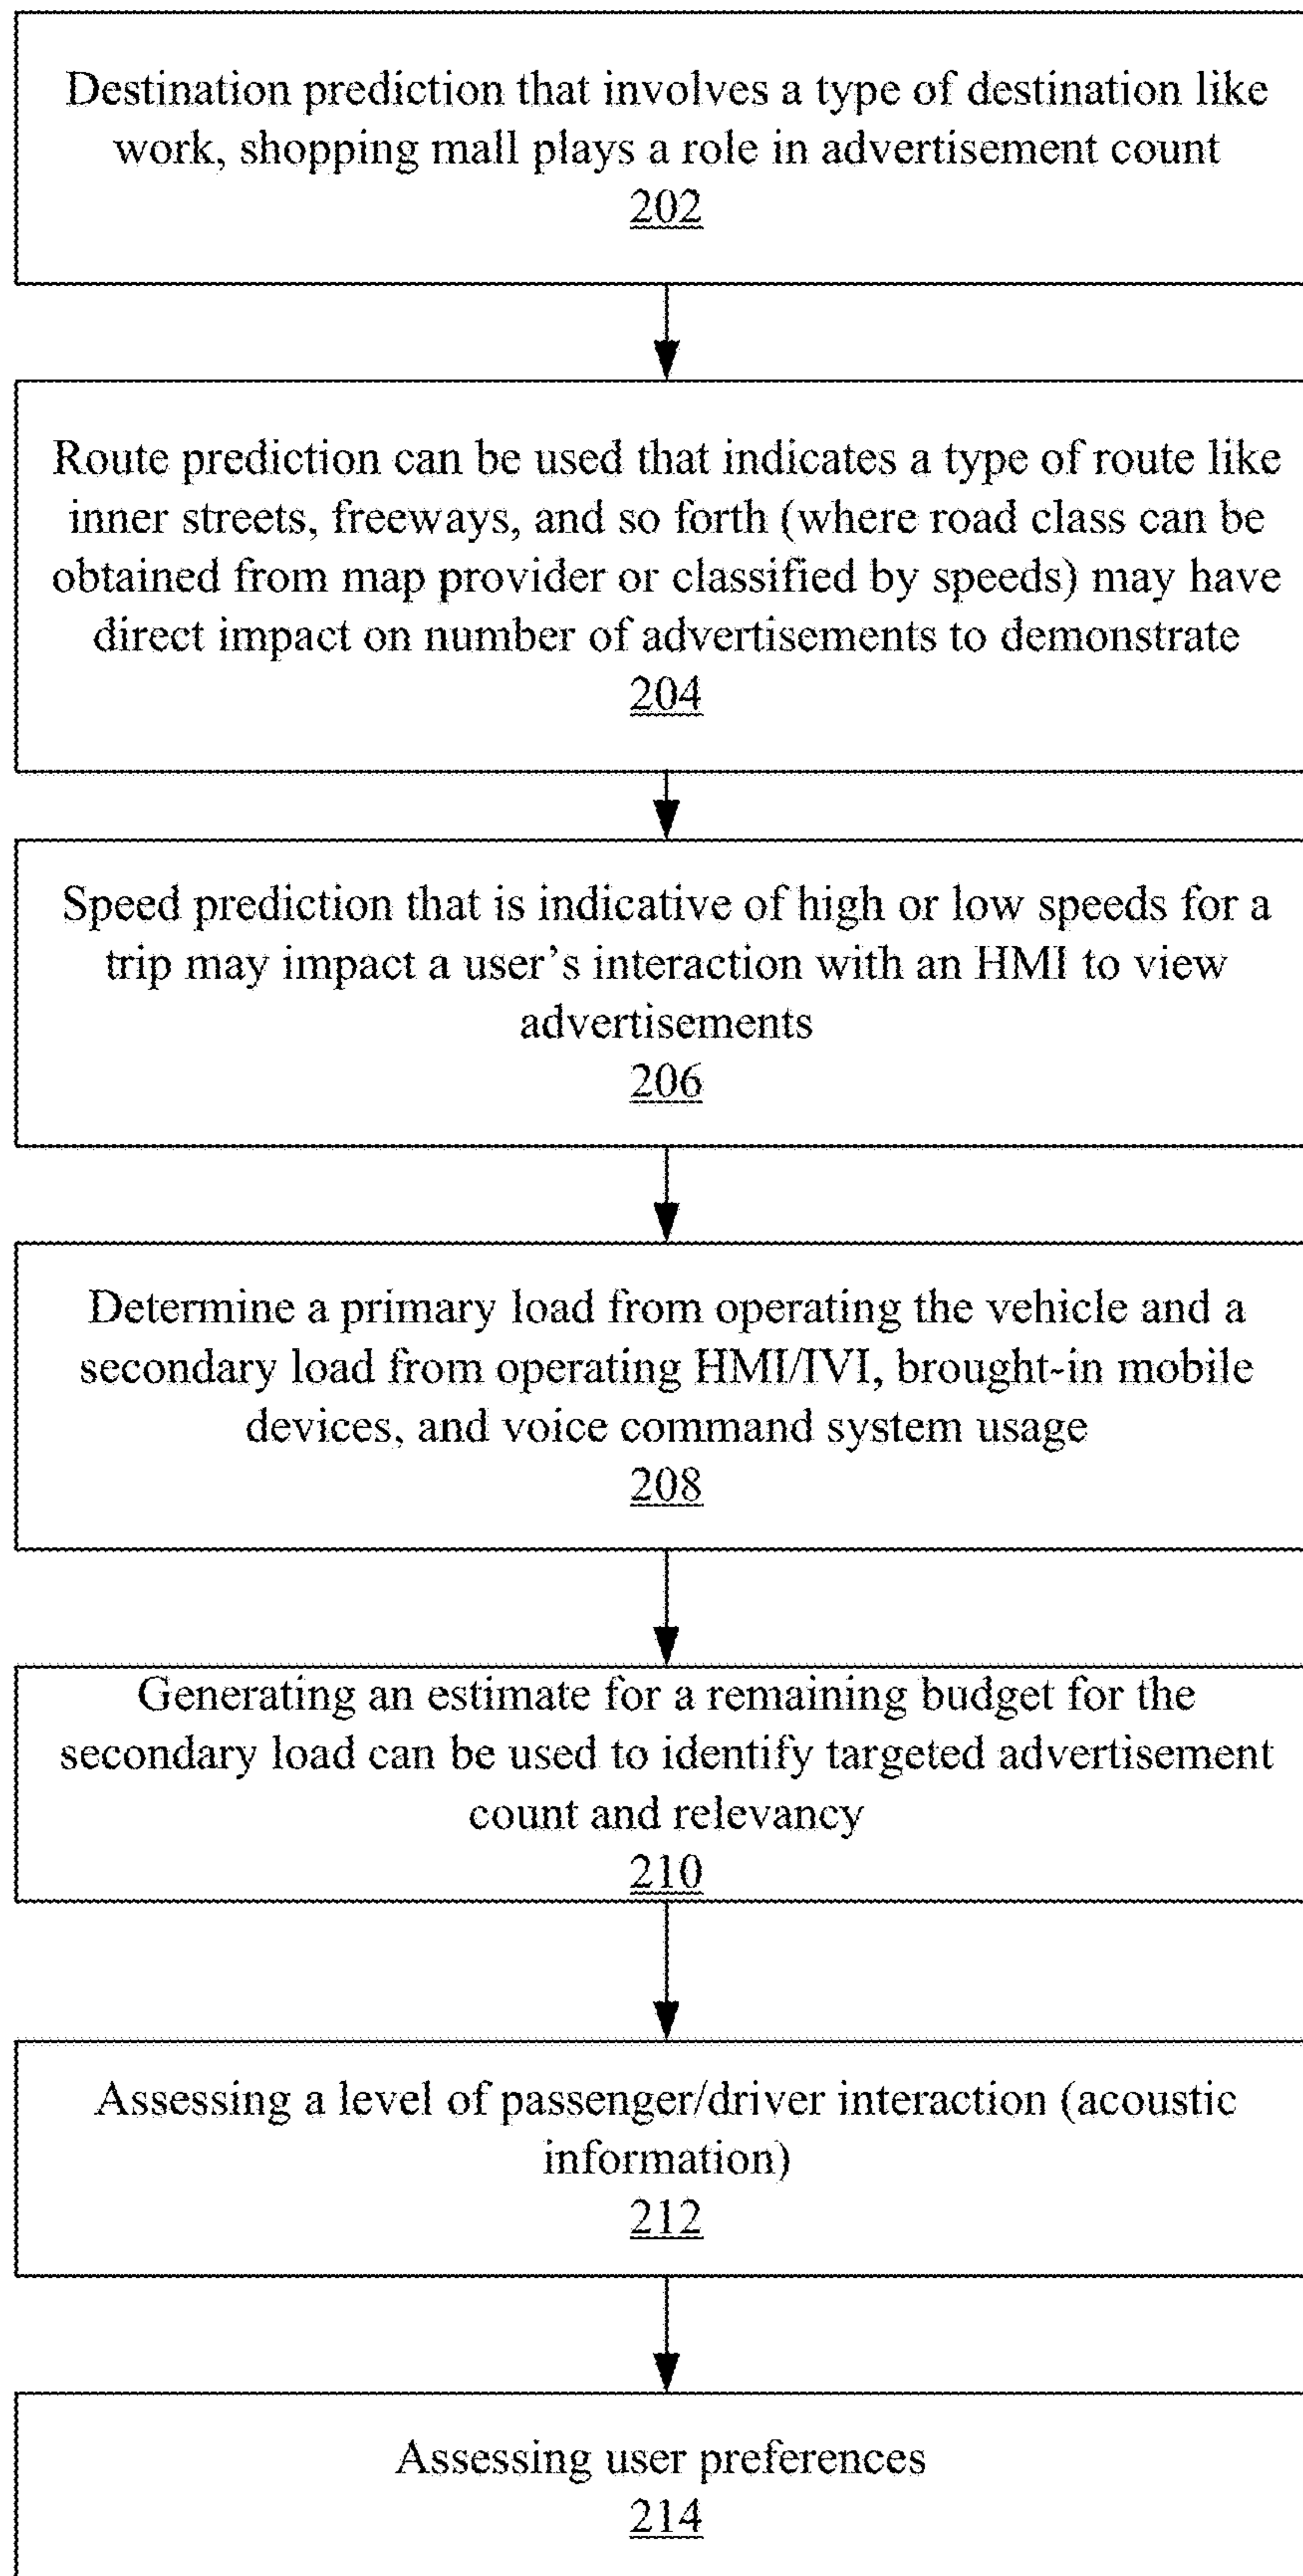 Destination prediction that involves a type of destination like
work, shopping mall plays a role in advertisement count
202
Route prediction can be used that indicates a type of route like
inner streets, freeways, and so forth (where road class can be
obtained from map provider or classified by speeds) may have
direct impact on number of advertisements to demonstrate
204
Speed prediction that is indicative of high or low speeds for a
trip may impact a user's interaction with an HMI to view
advertisements
206
Determine a primary load from operating the vehicle and a
secondary load from operating HMI/IVI, brought-in mobile
devices, and voice command system usage
208
Generating an estimate for a remaining budget for the
secondary load can be used to identify targeted advertisement
count and relevancy
210
Assessing a level of passenger/driver interaction (acoustic
information)
212
Assessing user preferences
214